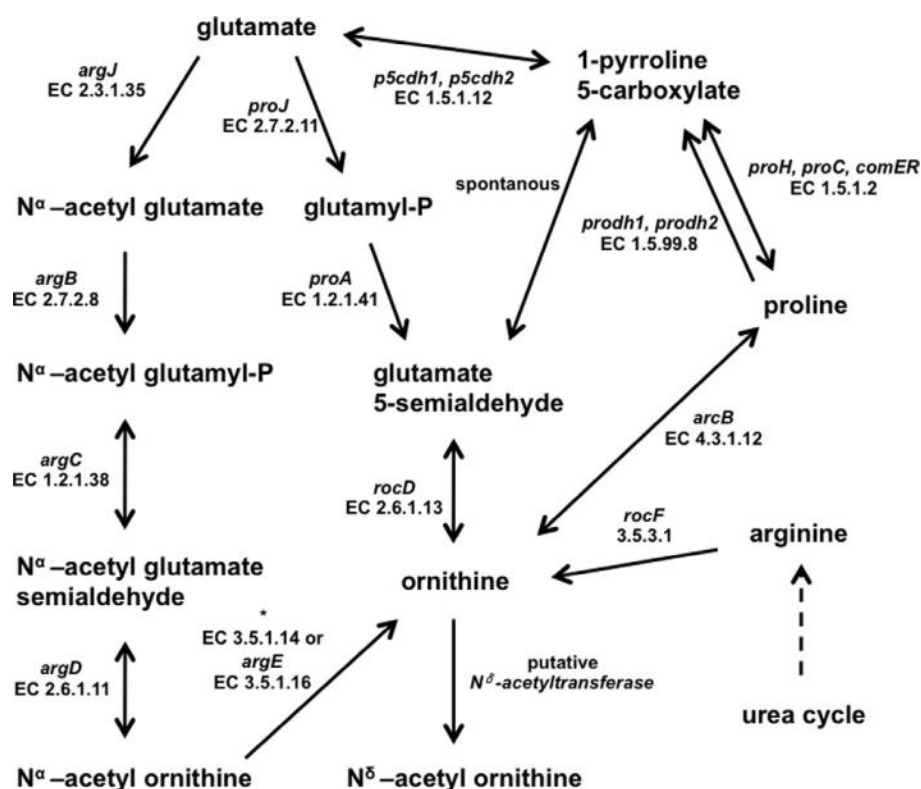 glutamate
argJ
EC 2.3.1.35
proJ
EC 2.7.2.11
p5cdh1, p5cdh2
EC 1.5.1.12
1-pyrroline
5-carboxylate
proH, proC, comER
EC 1.5.1.2
spontanous
prodh1, prodh2
EC 1.5.99.8
Nα –acetyl glutamate
glutamyl-P
argB
EC 2.7.2.8
proA
EC 1.2.1.41
proline
Nα –acetyl glutamyl-P
glutamate
5-semialdehyde
arcB
EC 4.3.1.12
argC
EC 1.2.1.38
rocD
EC 2.6.1.13
rocF
3.5.3.1
arginine
Nα –acetyl glutamate
semialdehyde
ornithine
*
EC 3.5.1.14 or
argE
EC 3.5.1.16
argD
EC 2.6.1.11
putative
Nδ-acetyltransferase
urea cycle
Nα –acetyl ornithine
Nδ –acetyl ornithine